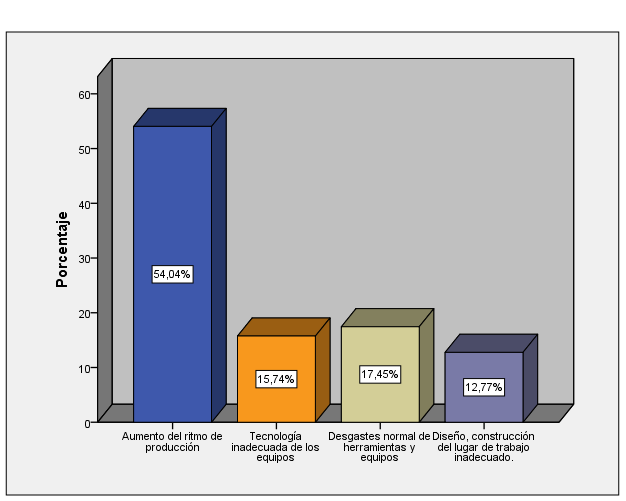 Porcentaje
60
50
40
30
20
10
0
54,04%
15,74%
17,45%
12,77%
Aumento del ritmo de
producción
Tecnología
inadecuada de los
equipos
Desgastes normal de
herramientas y
equipos
Diseño, construcción
del lugar de trabajo
inadecuado.